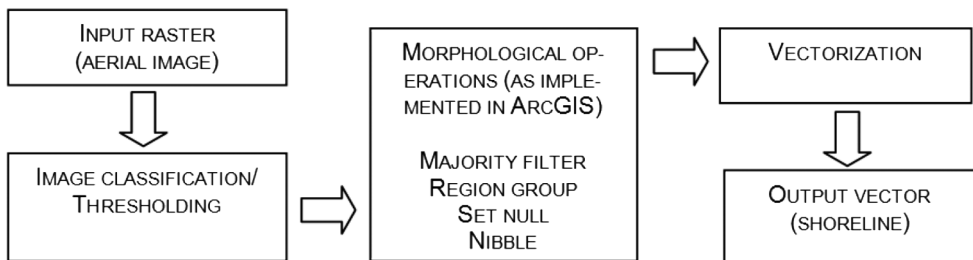 INPUT RASTER
(AERIAL IMAGE)
IMAGE CLASSIFICATION/
THRESHOLDING
MORPHOLOGICAL OP-
ERATIONS (AS IMPLE-
MENTED IN ARCGIS)
MAJORITY FILTER
REGION GROUP
SET NULL
NIBBLE
VECTORIZATION
OUTPUT VECTOR
(SHORELINE)